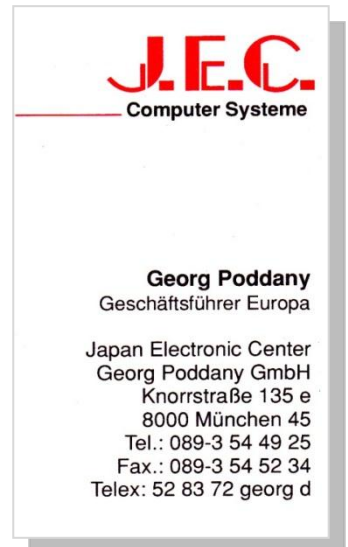 J.E.C.
Computer Systeme
Georg Poddany
Geschäftsführer Europa
Japan Electronic Center
Georg Poddany GmbH
Knorrstraße 135 e
8000 München 45
Tel.: 089-3 54 49 25
Fax.: 089-3 54 52 34
Telex: 52 83 72 georg d